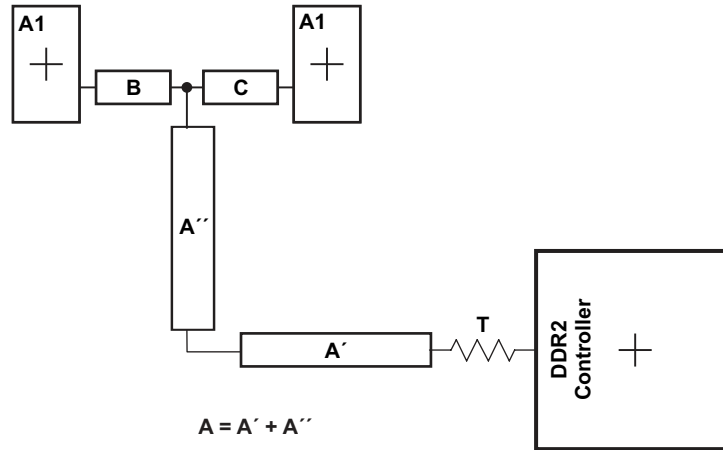 A1
A1
B
C
A´´
T
A´
DDR2
Controller
A = A´ + A´´